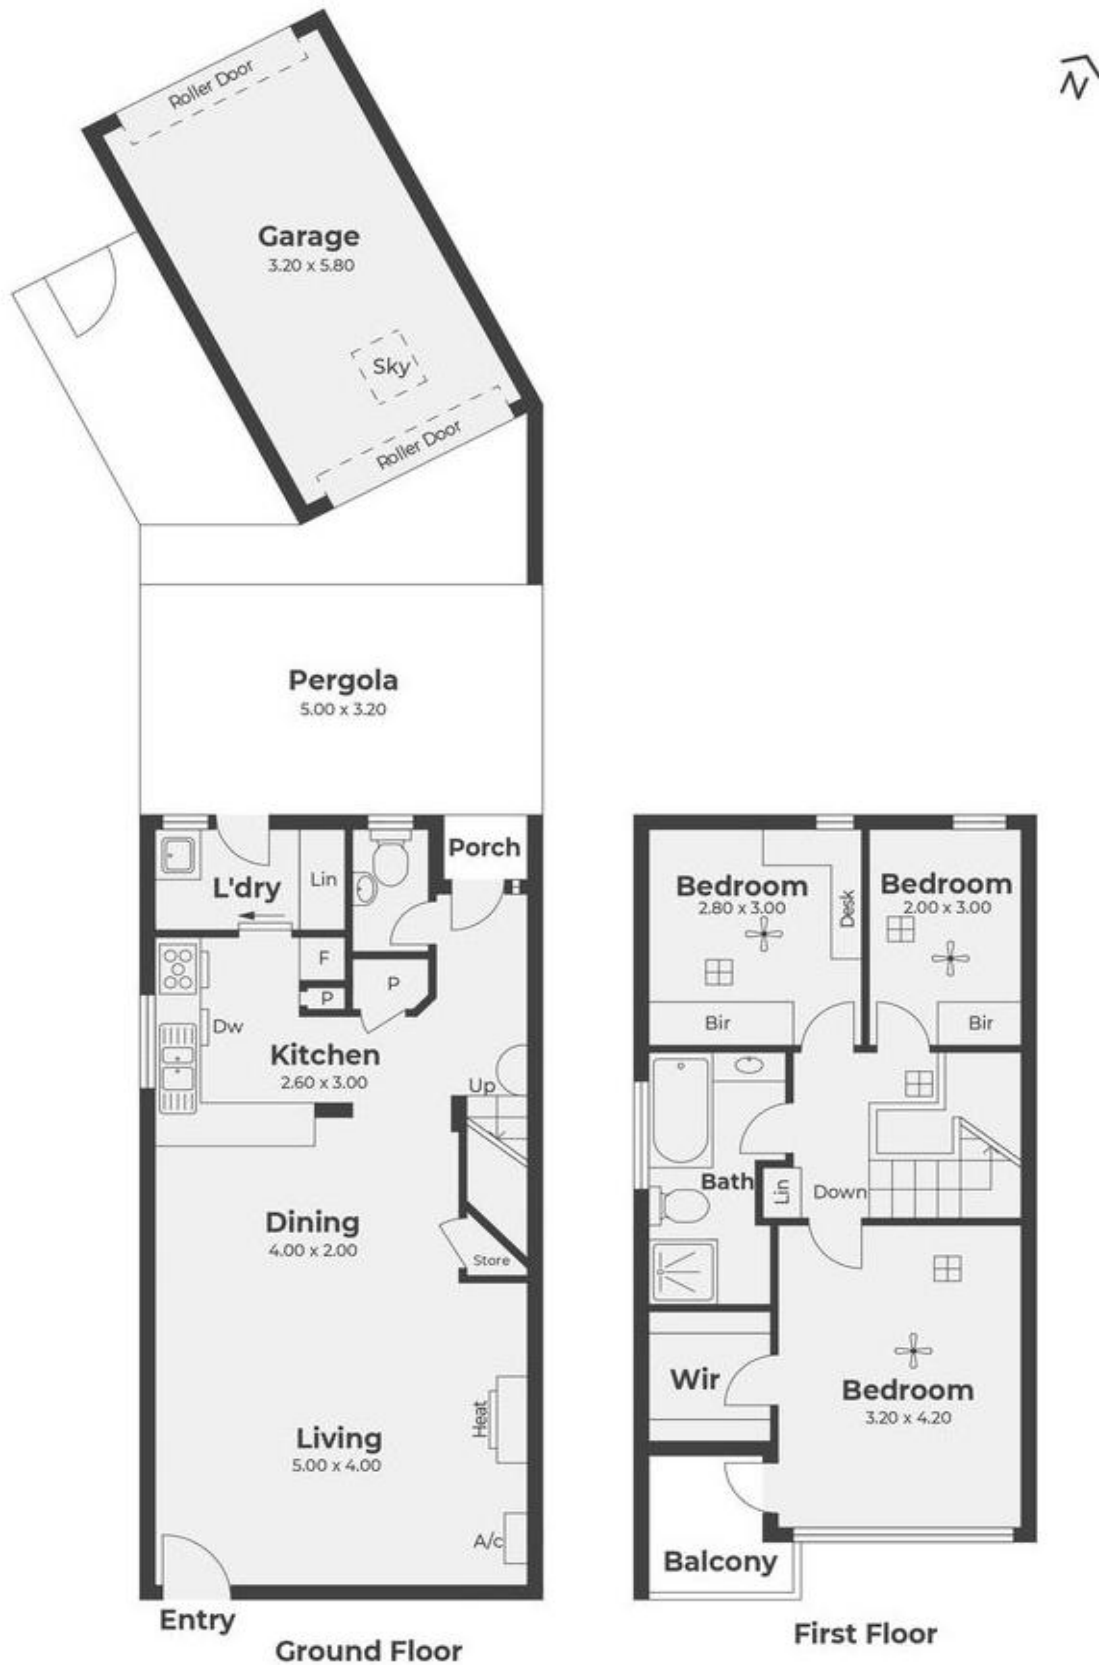 N
Roller Door
Garage
3.20 x 5.80
Sky
Roller Door
Pergola
5.00 x 3.20
Porch
L'dry
Lin
F
P
P
Dw
Kitchen
2.60 x 3.00
Up
Dining
4.00 x 2.00
Store
Heat
Living
5.00 x 4.00
A/c
Entry
Ground Floor
Bedroom
2.80 x 3.00
Desk
Bir
Bedroom
2.00 x 3.00
Bir
Bath
Lin
Down
Wir
Bedroom
3.20 x 4.20
Balcony
First Floor